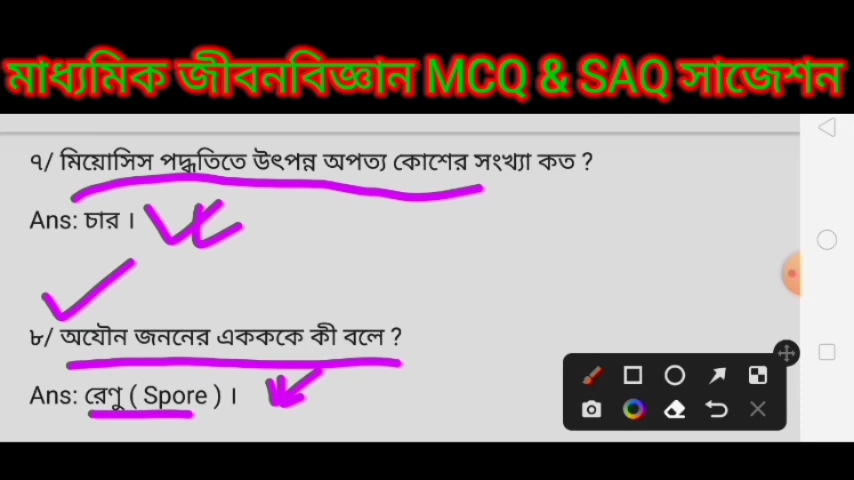 মাধ্যমিক জীবনবিজ্ঞান MCQ & SAQ সাজেশন
৭/ মিয়োসিস পদ্ধতিতে উৎপন্ন অপত্য কোশের সংখ্যা কত ?
Ans: চার ।
৮/ অযৌন জননের একককে কী বলে ?
Ans: রেণু ( Spore ) ।